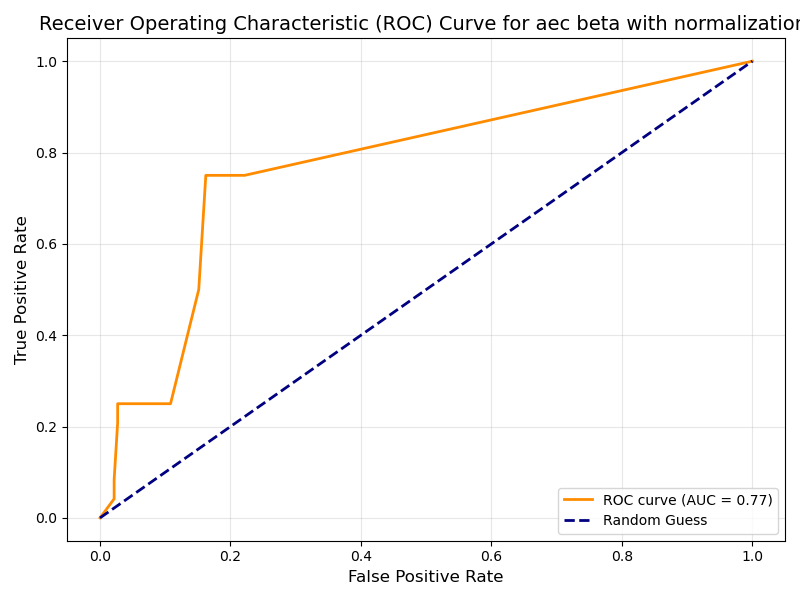 Receiver Operating Characteristic (ROC) Curve for aec beta with normalization
1.0
0.8
0.6
0.4
0.2
0.0
True Positive Rate
0.0 0.2 0.4 0.6 0.8 1.0
False Positive Rate
ROC curve (AUC = 0.77)
Random Guess